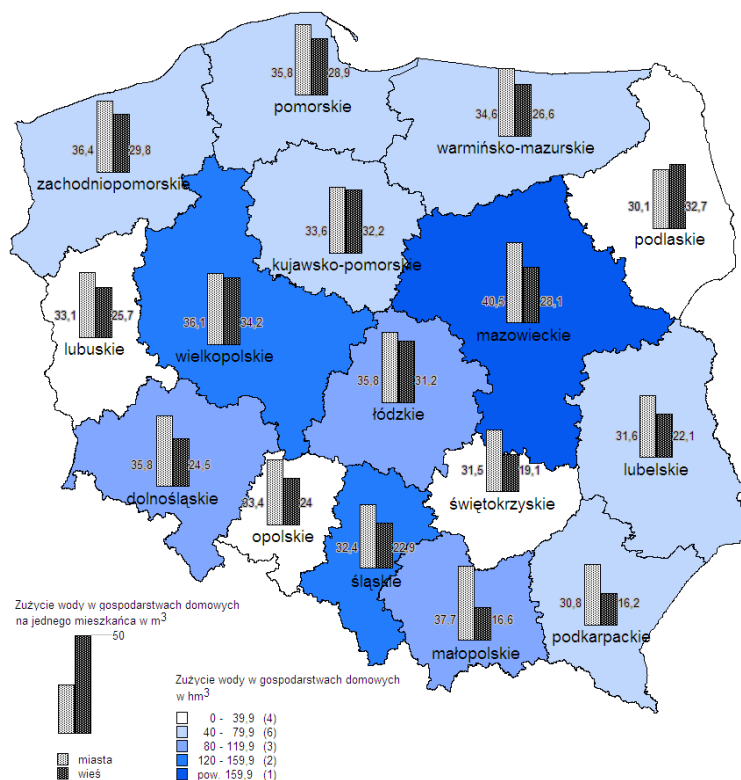 35,8 28,9
pomorskie
34,6 26,6
warmińsko-mazurskie
36,4 29,8
zachodniopomorskie
30,1 32,7
podlaskie
33,6 32,2
kujawsko-pomorskie
40,5 28,1
mazowieckie
33,1 25,7
lubuskie
36,1 34,2
wielkopolskie
35,8 31,2
łódzkie
31,6 22,1
lubelskie
35,8 24,5
dolnośląskie
33,4 24
opolskie
31,5 19,1
świętokrzyskie
32,4 22,9
śląskie
37,7 16,6
małopolskie
30,8 16,2
podkarpackie
Zużycie wody w gospodarstwach domowych
na jednego mieszkańca w m3
50
miasta
wieś
Zużycie wody w gospodarstwach domowych
w hm3
0 - 39,9 (4)
40 - 79,9 (6)
80 - 119,9 (3)
120 - 159,9 (2)
pow. 159,9 (1)